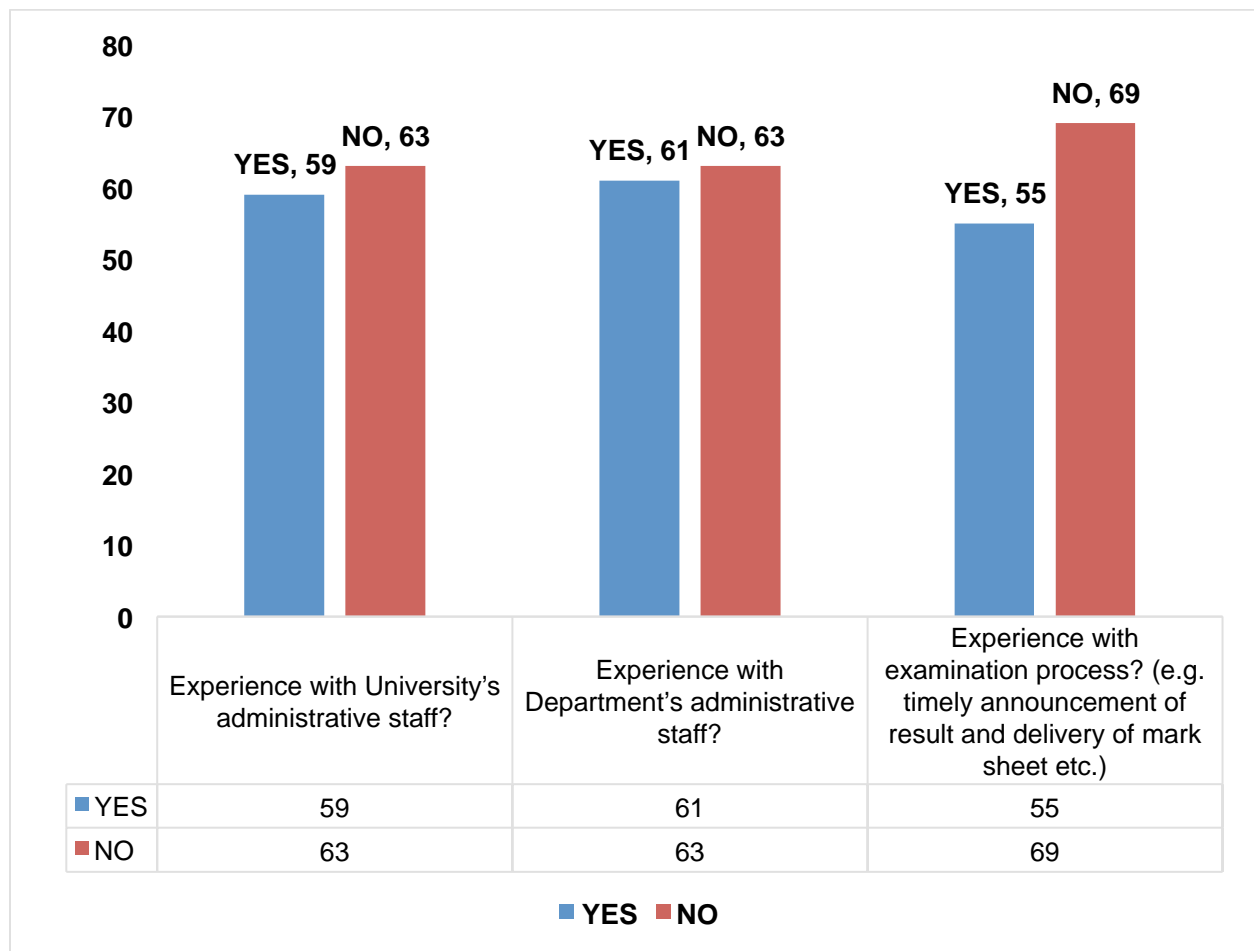 80
70
60
50
40
30
20
10
0
YES, 59
NO, 63
YES, 61
NO, 63
YES, 55
NO, 69
Experience with University’s
administrative staff?
Experience with
Department’s administrative
staff?
Experience with
examination process? (e.g.
timely announcement of
result and delivery of mark
sheet etc.)
YES 59 61 55
NO 63 63 69
YES NO